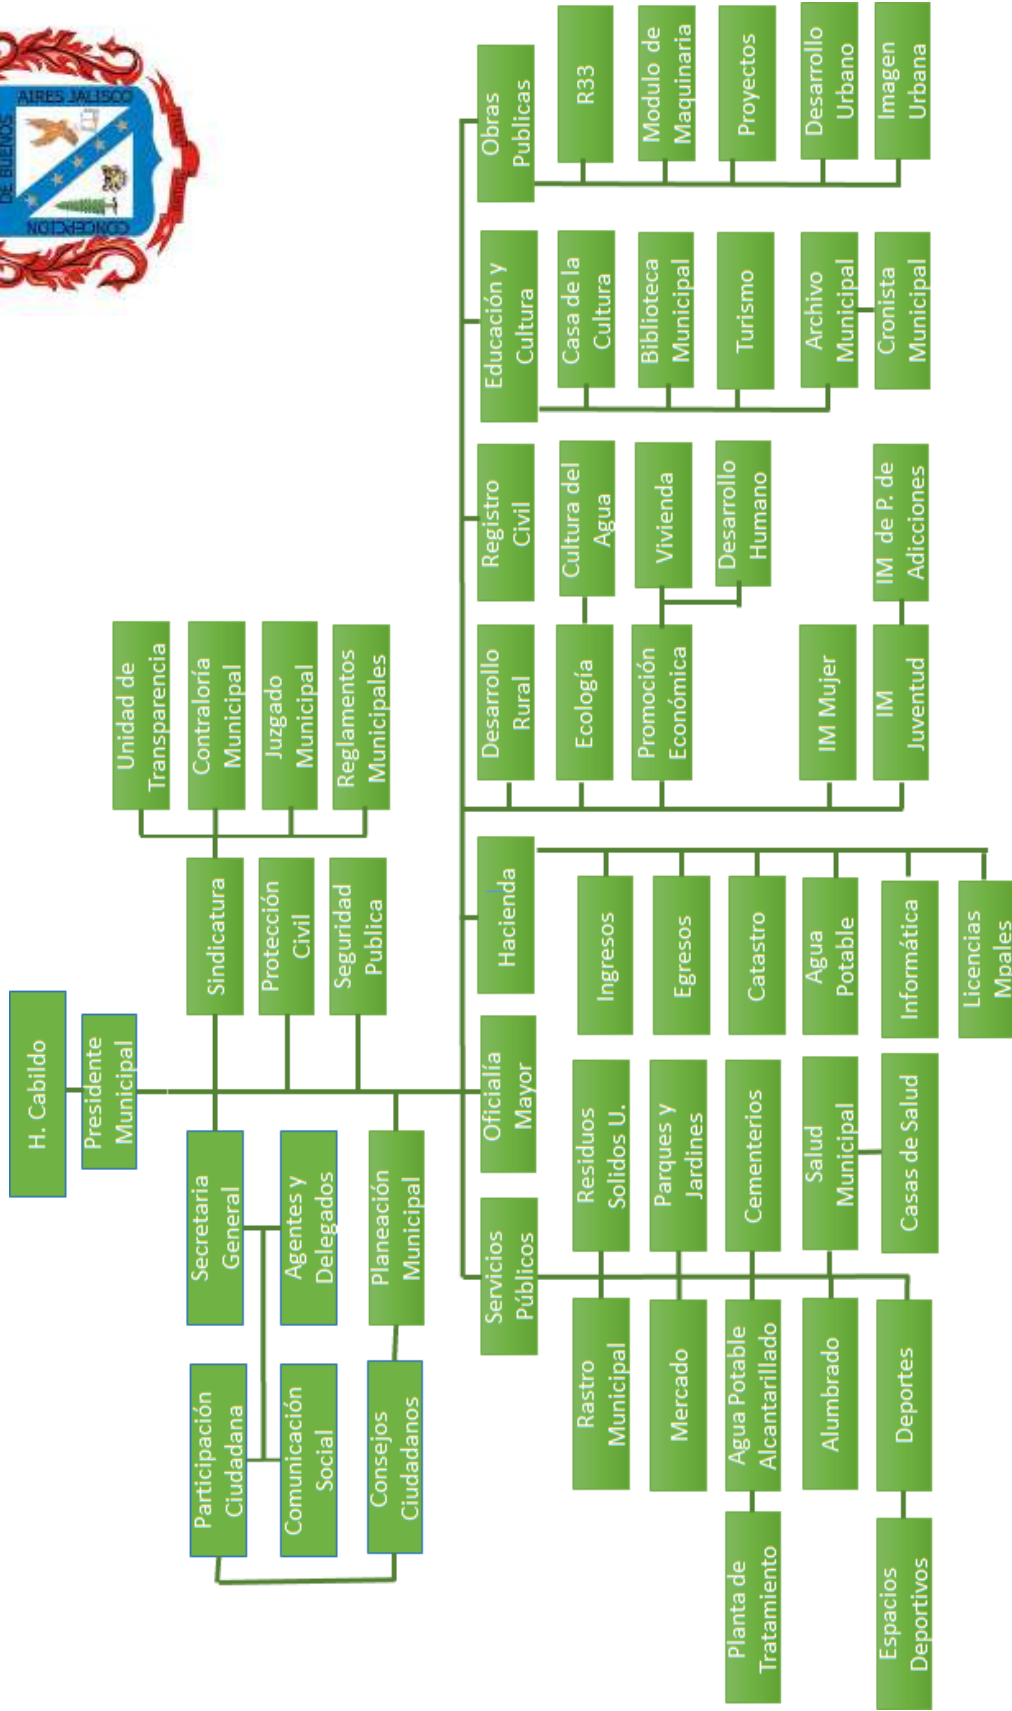 DE BUENOS
AIRES JALISCO
CONCEPCION
H. Cabildo
Presidente
Municipal
Participación
Ciudadana
Secretaria
General
Sindicatura
Unidad de
Transparencia
Contraloría
Municipal
Juzgado
Municipal
Reglamentos
Municipales
Comunicación
Social
Agentes y
Delegados
Protección
Civil
Consejos
Ciudadanos
Planeación
Municipal
Seguridad
Publica
Servicios
Públicos
Oficialía
Mayor
Hacienda
Desarrollo
Rural
Registro
Civil
Educación y
Cultura
Obras
Publicas
Rastro
Municipal
Residuos
Solidos U.
Ingresos
Ecología
Cultura del
Agua
Casa de la
Cultura
R33
Mercado
Parques y
Jardines
Egresos
Promoción
Económica
Vivienda
Biblioteca
Municipal
Modulo de
Maquinaria
Planta de
Tratamiento
Agua Potable
Alcantarillado
Cementerios
Catastro
Desarrollo
Humano
Turismo
Proyectos
Alumbrado
Salud
Municipal
Agua
Potable
IM Mujer
Archivo
Municipal
Desarrollo
Urbano
Espacios
Deportivos
Deportes
Casas de Salud
Informática
IM
Juventud
IM de P. de
Adicciones
Cronista
Municipal
Imagen
Urbana
Licencias
Mpales